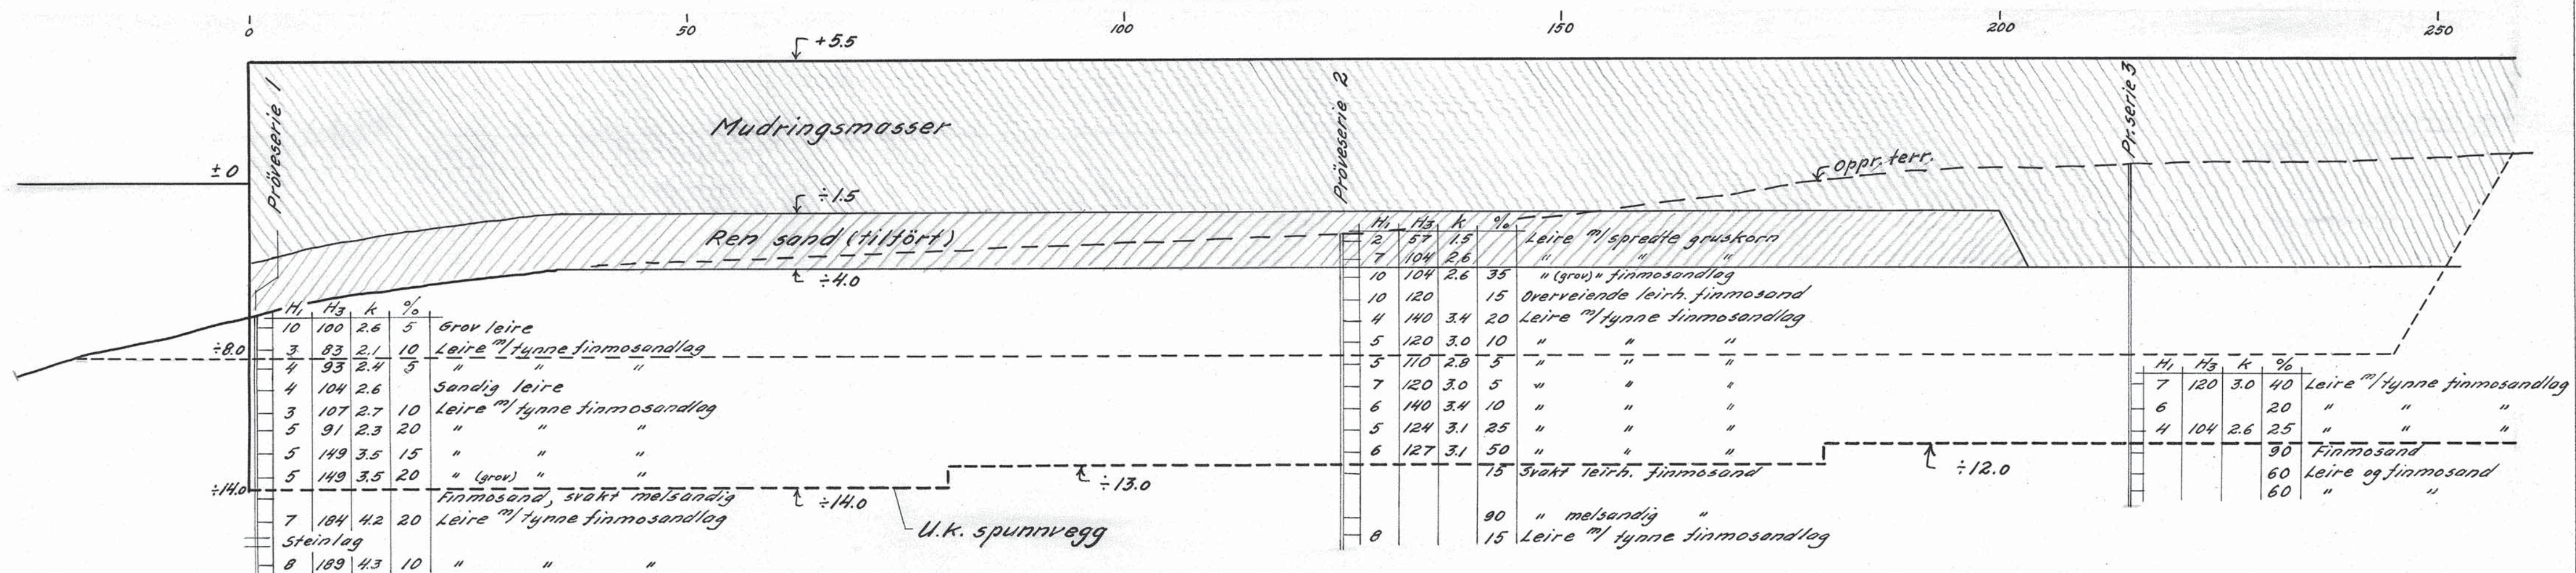 0 50 100 150 200 250
+5.5
Pröveserie 1
Pröveserie 2
Pr.serie 3
Mudringsmasser
± 0
oppr. terr.
÷1.5
Ren sand (tilfört)
÷4.0
÷8.0
÷14.0
H1 H3 k %
10 100 2.6 5 Grov leire
3 83 2.1 10 Leire m/ tynne finmosandlag
4 93 2.4 5 " " "
4 104 2.6 Sandig leire
3 107 2.7 10 Leire m/ tynne finmosandlag
5 91 2.3 20 " " "
5 149 3.5 15 " " "
5 149 3.5 20 " (grov) " "
Finmosand, svakt melsandig
7 184 4.2 20 Leire m/ tynne finmosandlag
Steinlag
8 189 4.3 10 " " "
÷14.0
U.k. spunnvegg
÷13.0
H1 H3 k %
2 57 1.5 Leire m/ spredte gruskorn
7 104 2.6 " " "
10 104 2.6 35 " (grov) " finmosandlag
10 120 15 Overveiende leirh. finmosand
4 140 3.4 20 Leire m/ tynne finmosandlag
5 120 3.0 10 " " "
5 110 2.8 5 " " "
7 120 3.0 5 " " "
6 140 3.4 10 " " "
5 124 3.1 25 " " "
6 127 3.1 50 " " "
15 Svakt leirh. finmosand
90 " melsandig "
8 15 Leire m/ tynne finmosandlag
÷12.0
H1 H3 k %
7 120 3.0 40 Leire m/ tynne finmosandlag
6 20 " " "
4 104 2.6 25 " " "
90 Finmosand
60 Leire og finmosand
60 " "